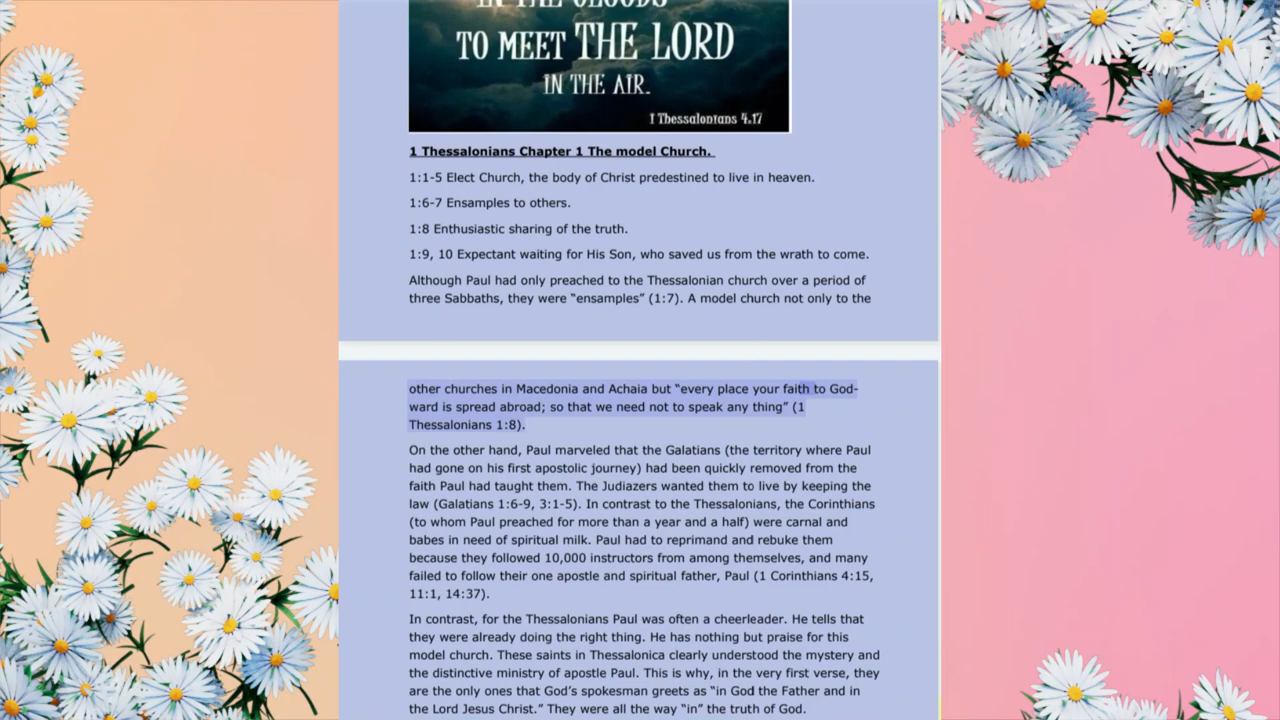 IN THE CLOUDS
TO MEET THE LORD
IN THE AIR.
1 Thessalonians 4.17
1 Thessalonians Chapter 1 The model Church.
1:1-5 Elect Church, the body of Christ predestined to live in heaven.
1:6-7 Ensamples to others.
1:8 Enthusiastic sharing of the truth.
1:9, 10 Expectant waiting for His Son, who saved us from the wrath to come.
Although Paul had only preached to the Thessalonian church over a period of
three Sabbaths, they were “ensamples” (1:7). A model church not only to the
other churches in Macedonia and Achaia but “every place your faith to God-
ward is spread abroad; so that we need not to speak any thing” (1
Thessalonians 1:8).
On the other hand, Paul marveled that the Galatians (the territory where Paul
had gone on his first apostolic journey) had been quickly removed from the
faith Paul had taught them. The Judiazers wanted them to live by keeping the
law (Galatians 1:6-9, 3:1-5). In contrast to the Thessalonians, the Corinthians
(to whom Paul preached for more than a year and a half) were carnal and
babes in need of spiritual milk. Paul had to reprimand and rebuke them
because they followed 10,000 instructors from among themselves, and many
failed to follow their one apostle and spiritual father, Paul (1 Corinthians 4:15,
11:1, 14:37).
In contrast, for the Thessalonians Paul was often a cheerleader. He tells that
they were already doing the right thing. He has nothing but praise for this
model church. These saints in Thessalonica clearly understood the mystery and
the distinctive ministry of apostle Paul. This is why, in the very first verse, they
are the only ones that God’s spokesman greets as “in God the Father and in
the Lord Jesus Christ.” They were all the way “in” the truth of God.